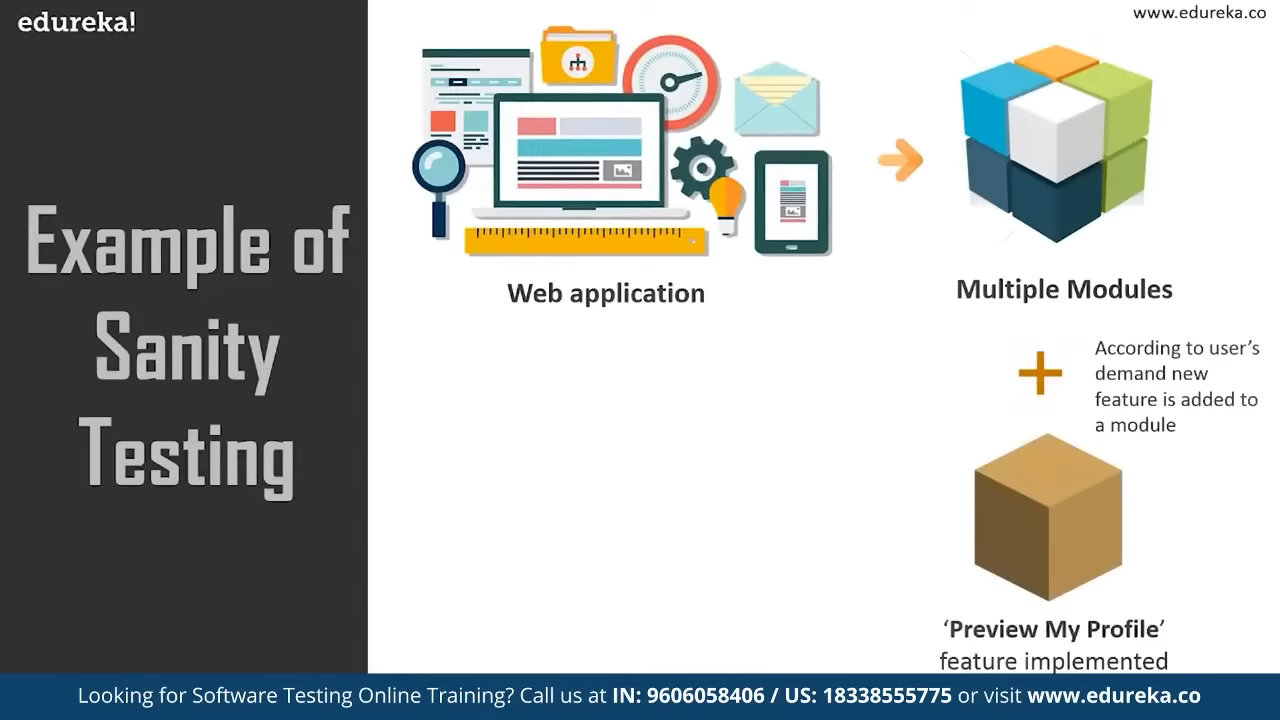 edureka!
www.edureka.co
Example of
Sanity
Testing
Web application
Multiple Modules
According to user’s
demand new
feature is added to
a module
‘Preview My Profile’
feature implemented
Looking for Software Testing Online Training? Call us at IN: 9606058406 / US: 18338555775 or visit www.edureka.co